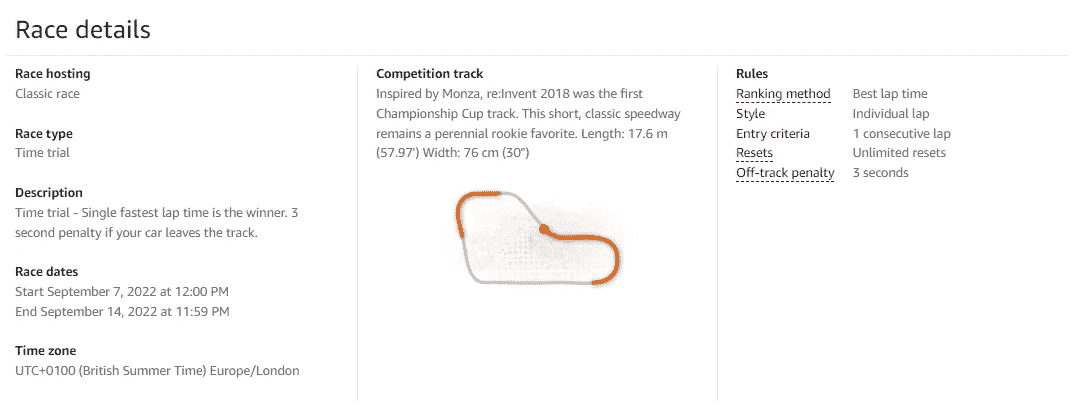 Race details
Race hosting
Classic race
Race type
Time trial
Description
Time trial - Single fastest lap time is the winner. 3
second penalty if your car leaves the track.
Race dates
Start September 7, 2022 at 12:00 PM
End September 14, 2022 at 11:59 PM
Time zone
UTC+0100 (British Summer Time) Europe/London
Competition track
Inspired by Monza, re:Invent 2018 was the first
Championship Cup track. This short, classic speedway
remains a perennial rookie favorite. Length: 17.6 m
(57.97') Width: 76 cm (30")
Rules
Ranking method Best lap time
Style Individual lap
Entry criteria 1 consecutive lap
Resets Unlimited resets
Off-track penalty 3 seconds